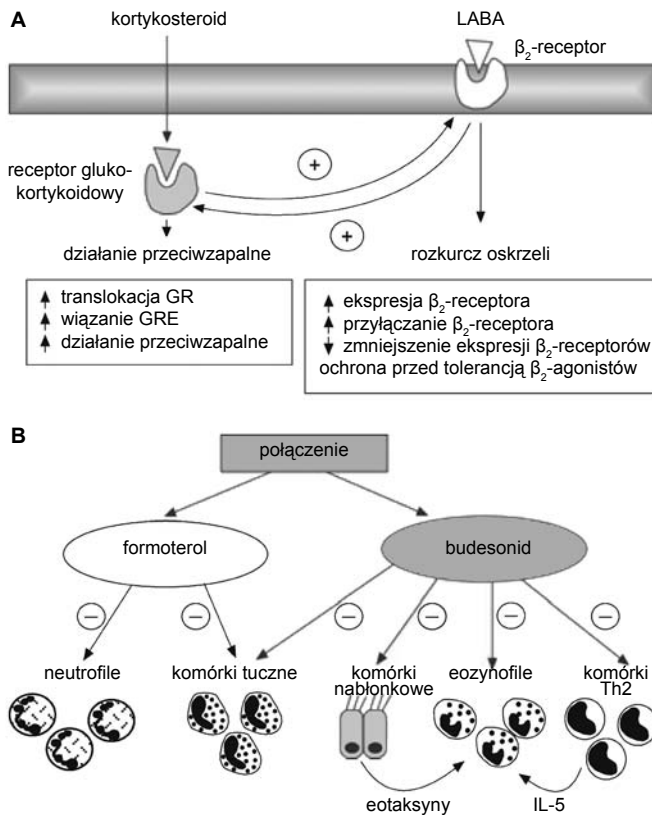 A
kortykosteroid
LABA
β2-receptor
receptor gluko-
kortykoidowy
+
+
działanie przeciwzapalne
rozkurcz oskrzeli
translokacja GR
wiązanie GRE
działanie przeciwzapalne
ekspresja β2-receptora
przyłączanie β2-receptora
zmniejszenie ekspresji β2-receptorów
ochrona przed tolerancją β2-agonistów
B
połączenie
formoterol
budesonid
neutrofile
komórki tuczne
komórki
nabłonkowe
eozynofile
komórki
Th2
eotaksyny
IL-5